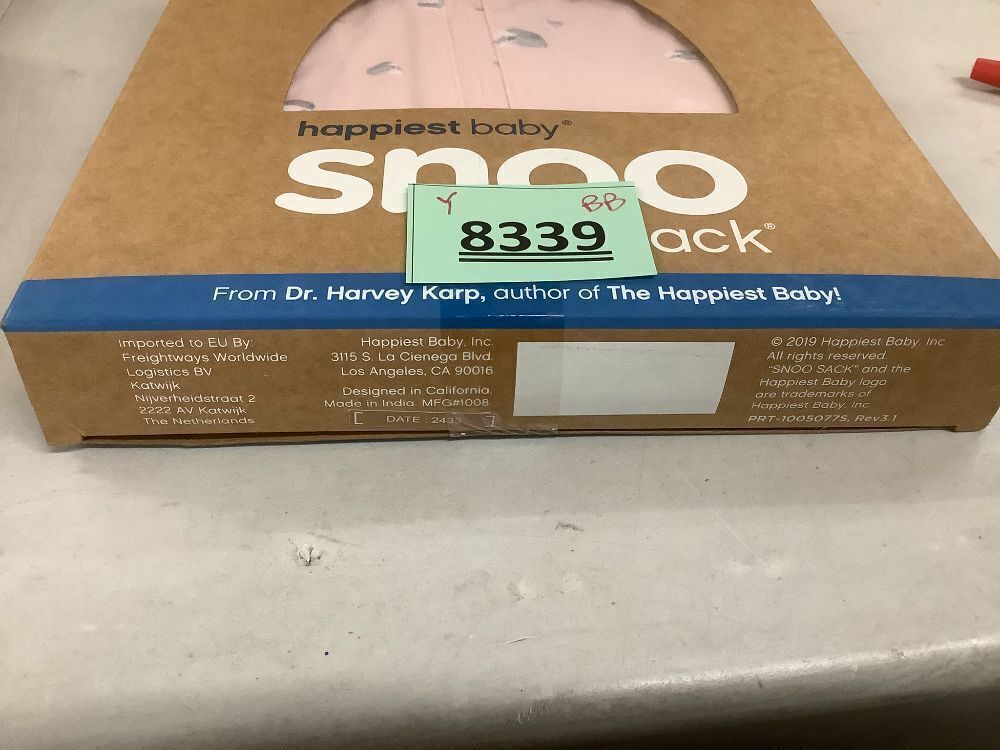 happiest baby®
snoo
Y BB
8339
ack®
From Dr. Harvey Karp, author of The Happiest Baby!
Imported to EU By:
Freightways Worldwide
Logistics BV
Katwijk
Nijverheidstraat 2
2222 AV Katwijk
The Netherlands
Happiest Baby, Inc.
3115 S. La Cienega Blvd.
Los Angeles, CA 90016
Designed in California.
Made in India. MFG#1008.
DATE : 2433
© 2019 Happiest Baby, Inc
All rights reserved.
“SNOO SACK” and the
Happiest Baby logo
are trademarks of
Happiest Baby, Inc
PRT-10050775, Rev3.1